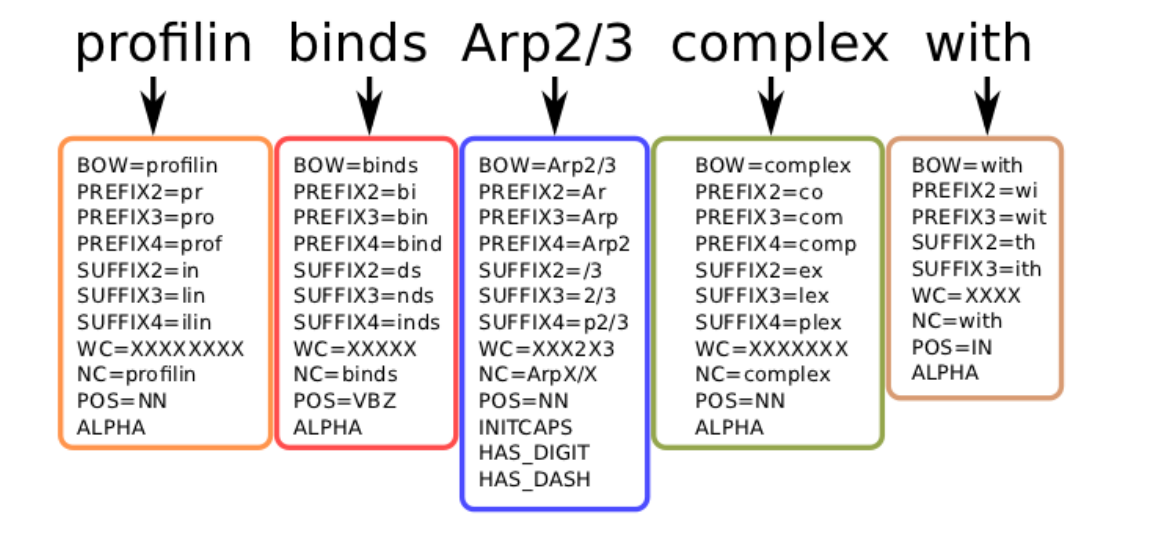 profilin binds Arp2/3 complex with
BOW=profilin
PREFIX2=pr
PREFIX3=pro
PREFIX4=prof
SUFFIX2=in
SUFFIX3=lin
SUFFIX4=ilin
WC=XXXXXXXX
NC=profilin
POS=NN
ALPHA
BOW=binds
PREFIX2=bi
PREFIX3=bin
PREFIX4=bind
SUFFIX2=ds
SUFFIX3=nds
SUFFIX4=inds
WC=XXXXX
NC=binds
POS=VBZ
ALPHA
BOW=Arp2/3
PREFIX2=Ar
PREFIX3=Arp
PREFIX4=Arp2
SUFFIX2=/3
SUFFIX3=2/3
SUFFIX4=p2/3
WC=XXX2X3
NC=ArpX/X
POS=NN
INITCAPS
HAS_DIGIT
HAS_DASH
BOW=complex
PREFIX2=co
PREFIX3=com
PREFIX4=comp
SUFFIX2=ex
SUFFIX3=lex
SUFFIX4=plex
WC=XXXXXXX
NC=complex
POS=NN
ALPHA
BOW=with
PREFIX2=wi
PREFIX3=wit
SUFFIX2=th
SUFFIX3=ith
WC=XXXX
NC=with
POS=IN
ALPHA